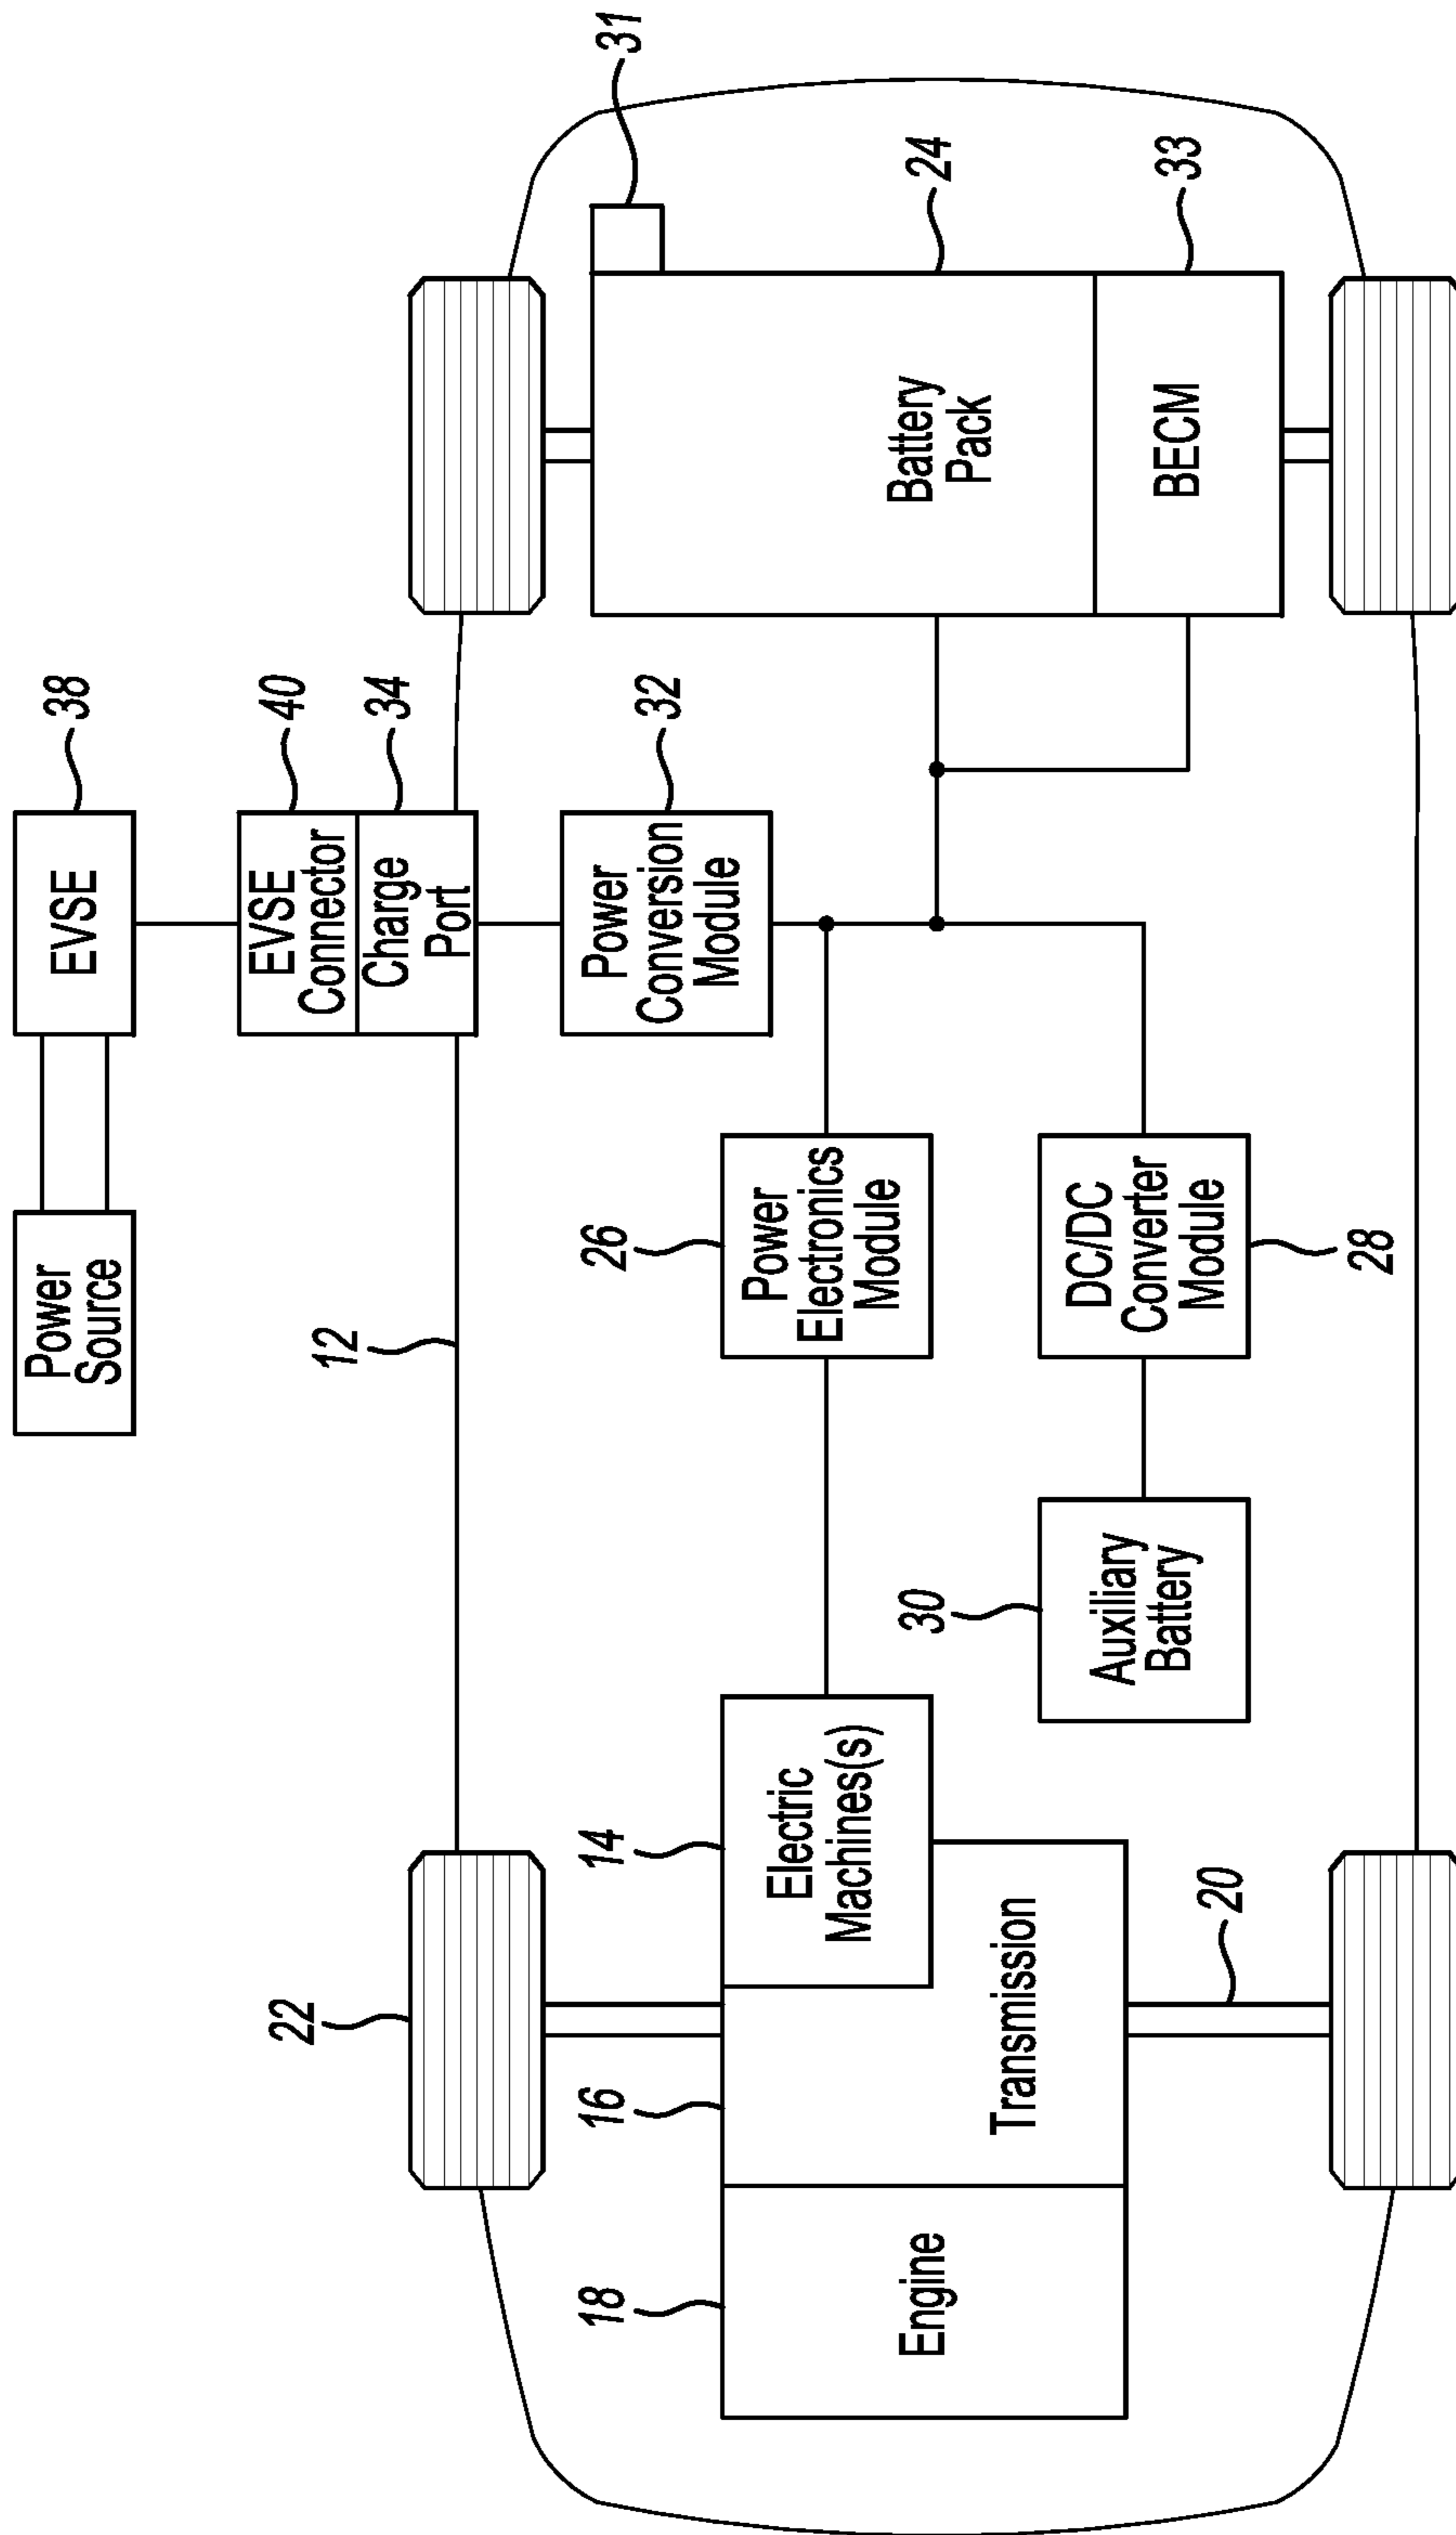 Power
Source
EVSE
38
EVSE
Connector
40
Charge
Port
34
12
Power
Conversion
Module
32
31
22
18
Engine
16
Transmission
14
Electric
Machines(s)
26
Power
Electronics
Module
Battery
Pack
24
30
Auxiliary
Battery
DC/DC
Converter
Module
28
BECM
33
20